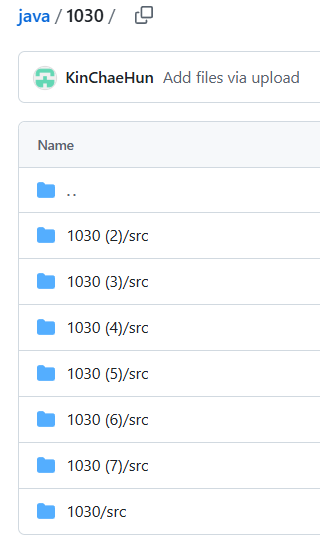 java / 1030 /
KinChaeHun Add files via upload
Name
..
1030 (2)/src
1030 (3)/src
1030 (4)/src
1030 (5)/src
1030 (6)/src
1030 (7)/src
1030/src